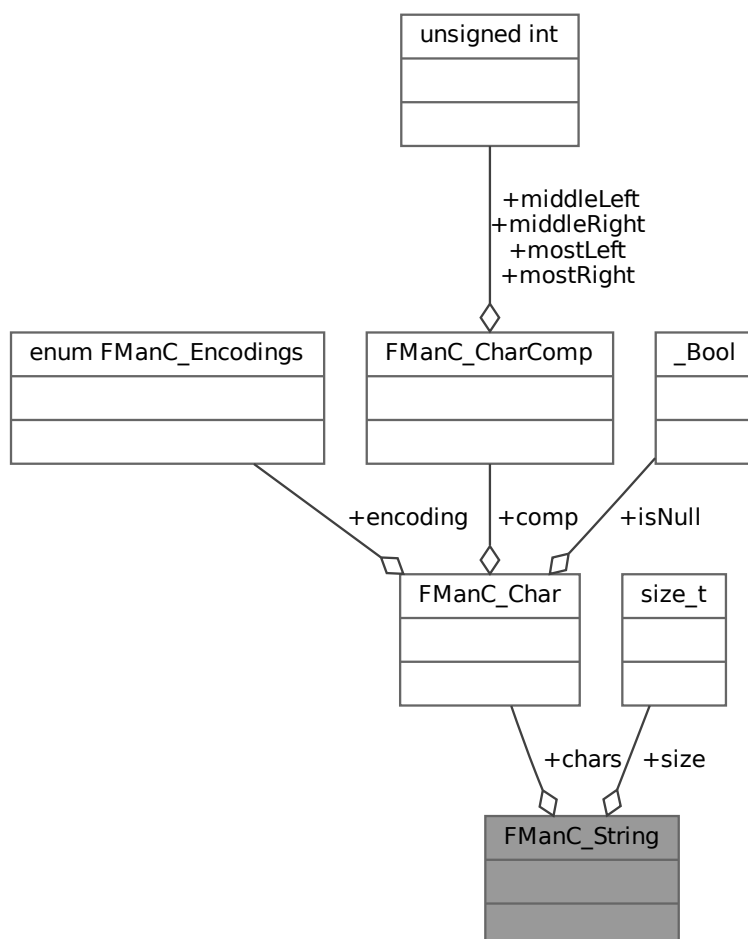 unsigned int
+middleLeft
+middleRight
+mostLeft
+mostRight
enum FManC_Encodings
FManC_CharComp
_Bool
+encoding
+comp
+isNull
FManC_Char
size_t
+chars
+size
FManC_String